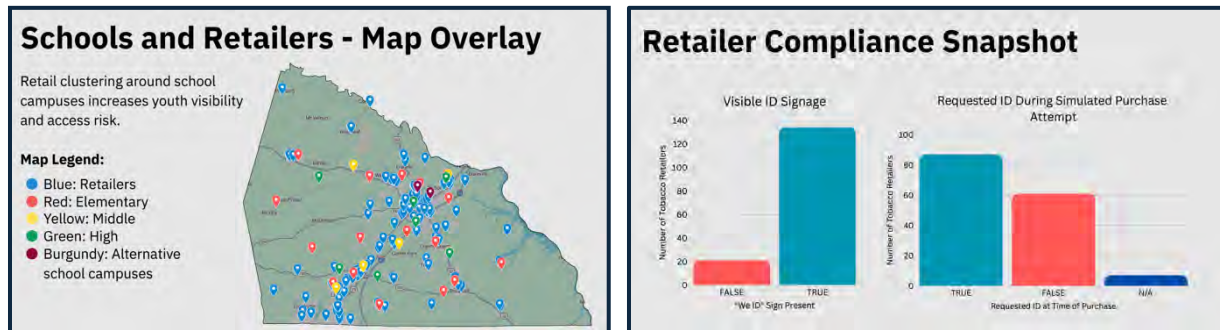 Schools and Retailers - Map Overlay
Retail clustering around school
campuses increases youth visibility
and access risk.
Map Legend:
Blue: Retailers
Red: Elementary
Yellow: Middle
Green: High
Burgundy: Alternative
school campuses
Retailer Compliance Snapshot
Visible ID Signage
Number of Tobacco Retailers
140
120
100
80
60
40
20
0
FALSE
TRUE
"We ID" Sign Present
Requested ID During Simulated Purchase
Attempt
Number of Tobacco Retailers
100
80
60
40
20
0
TRUE
FALSE
N/A
Requested ID at Time of Purchase